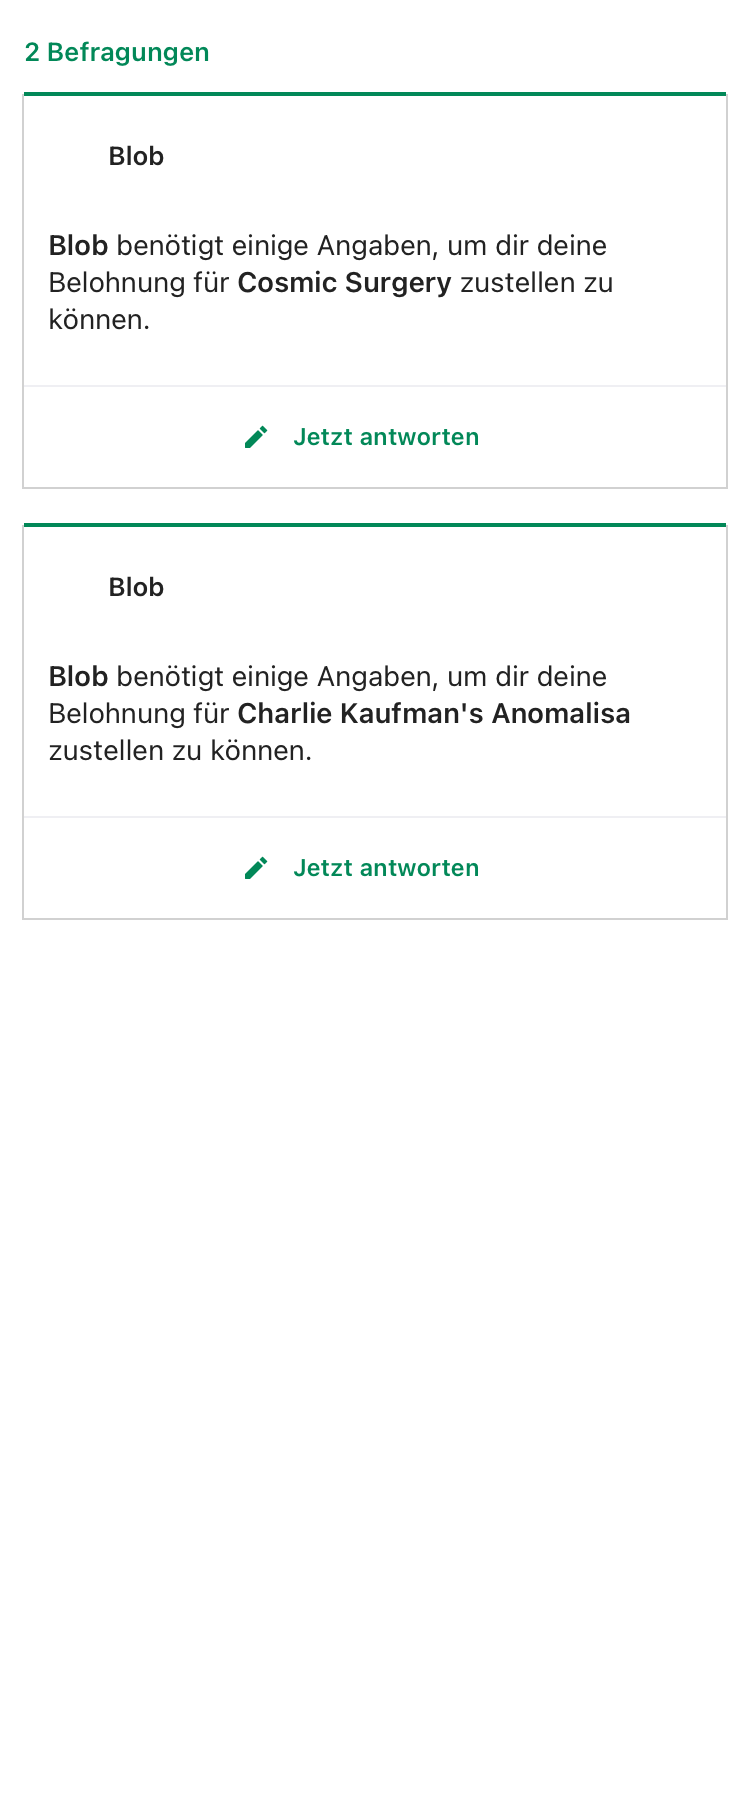 2 Befragungen
Blob
Blob benötigt einige Angaben, um dir deine
Belohnung für Cosmic Surgery zustellen zu
können.
Jetzt antworten
Blob
Blob benötigt einige Angaben, um dir deine
Belohnung für Charlie Kaufman's Anomalisa
zustellen zu können.
Jetzt antworten